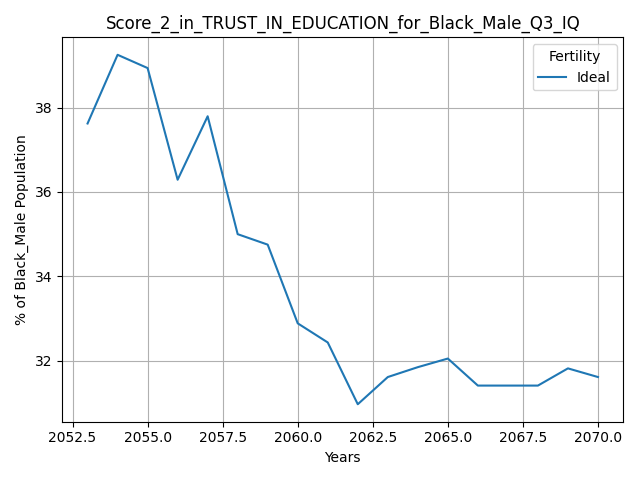 Score_2_in_TRUST_IN_EDUCATION_for_Black_Male_Q3_IQ
Fertility
Ideal
% of Black_Male Population
38
36
34
32
2052.5 2055.0 2057.5 2060.0 2062.5 2065.0 2067.5 2070.0
Years